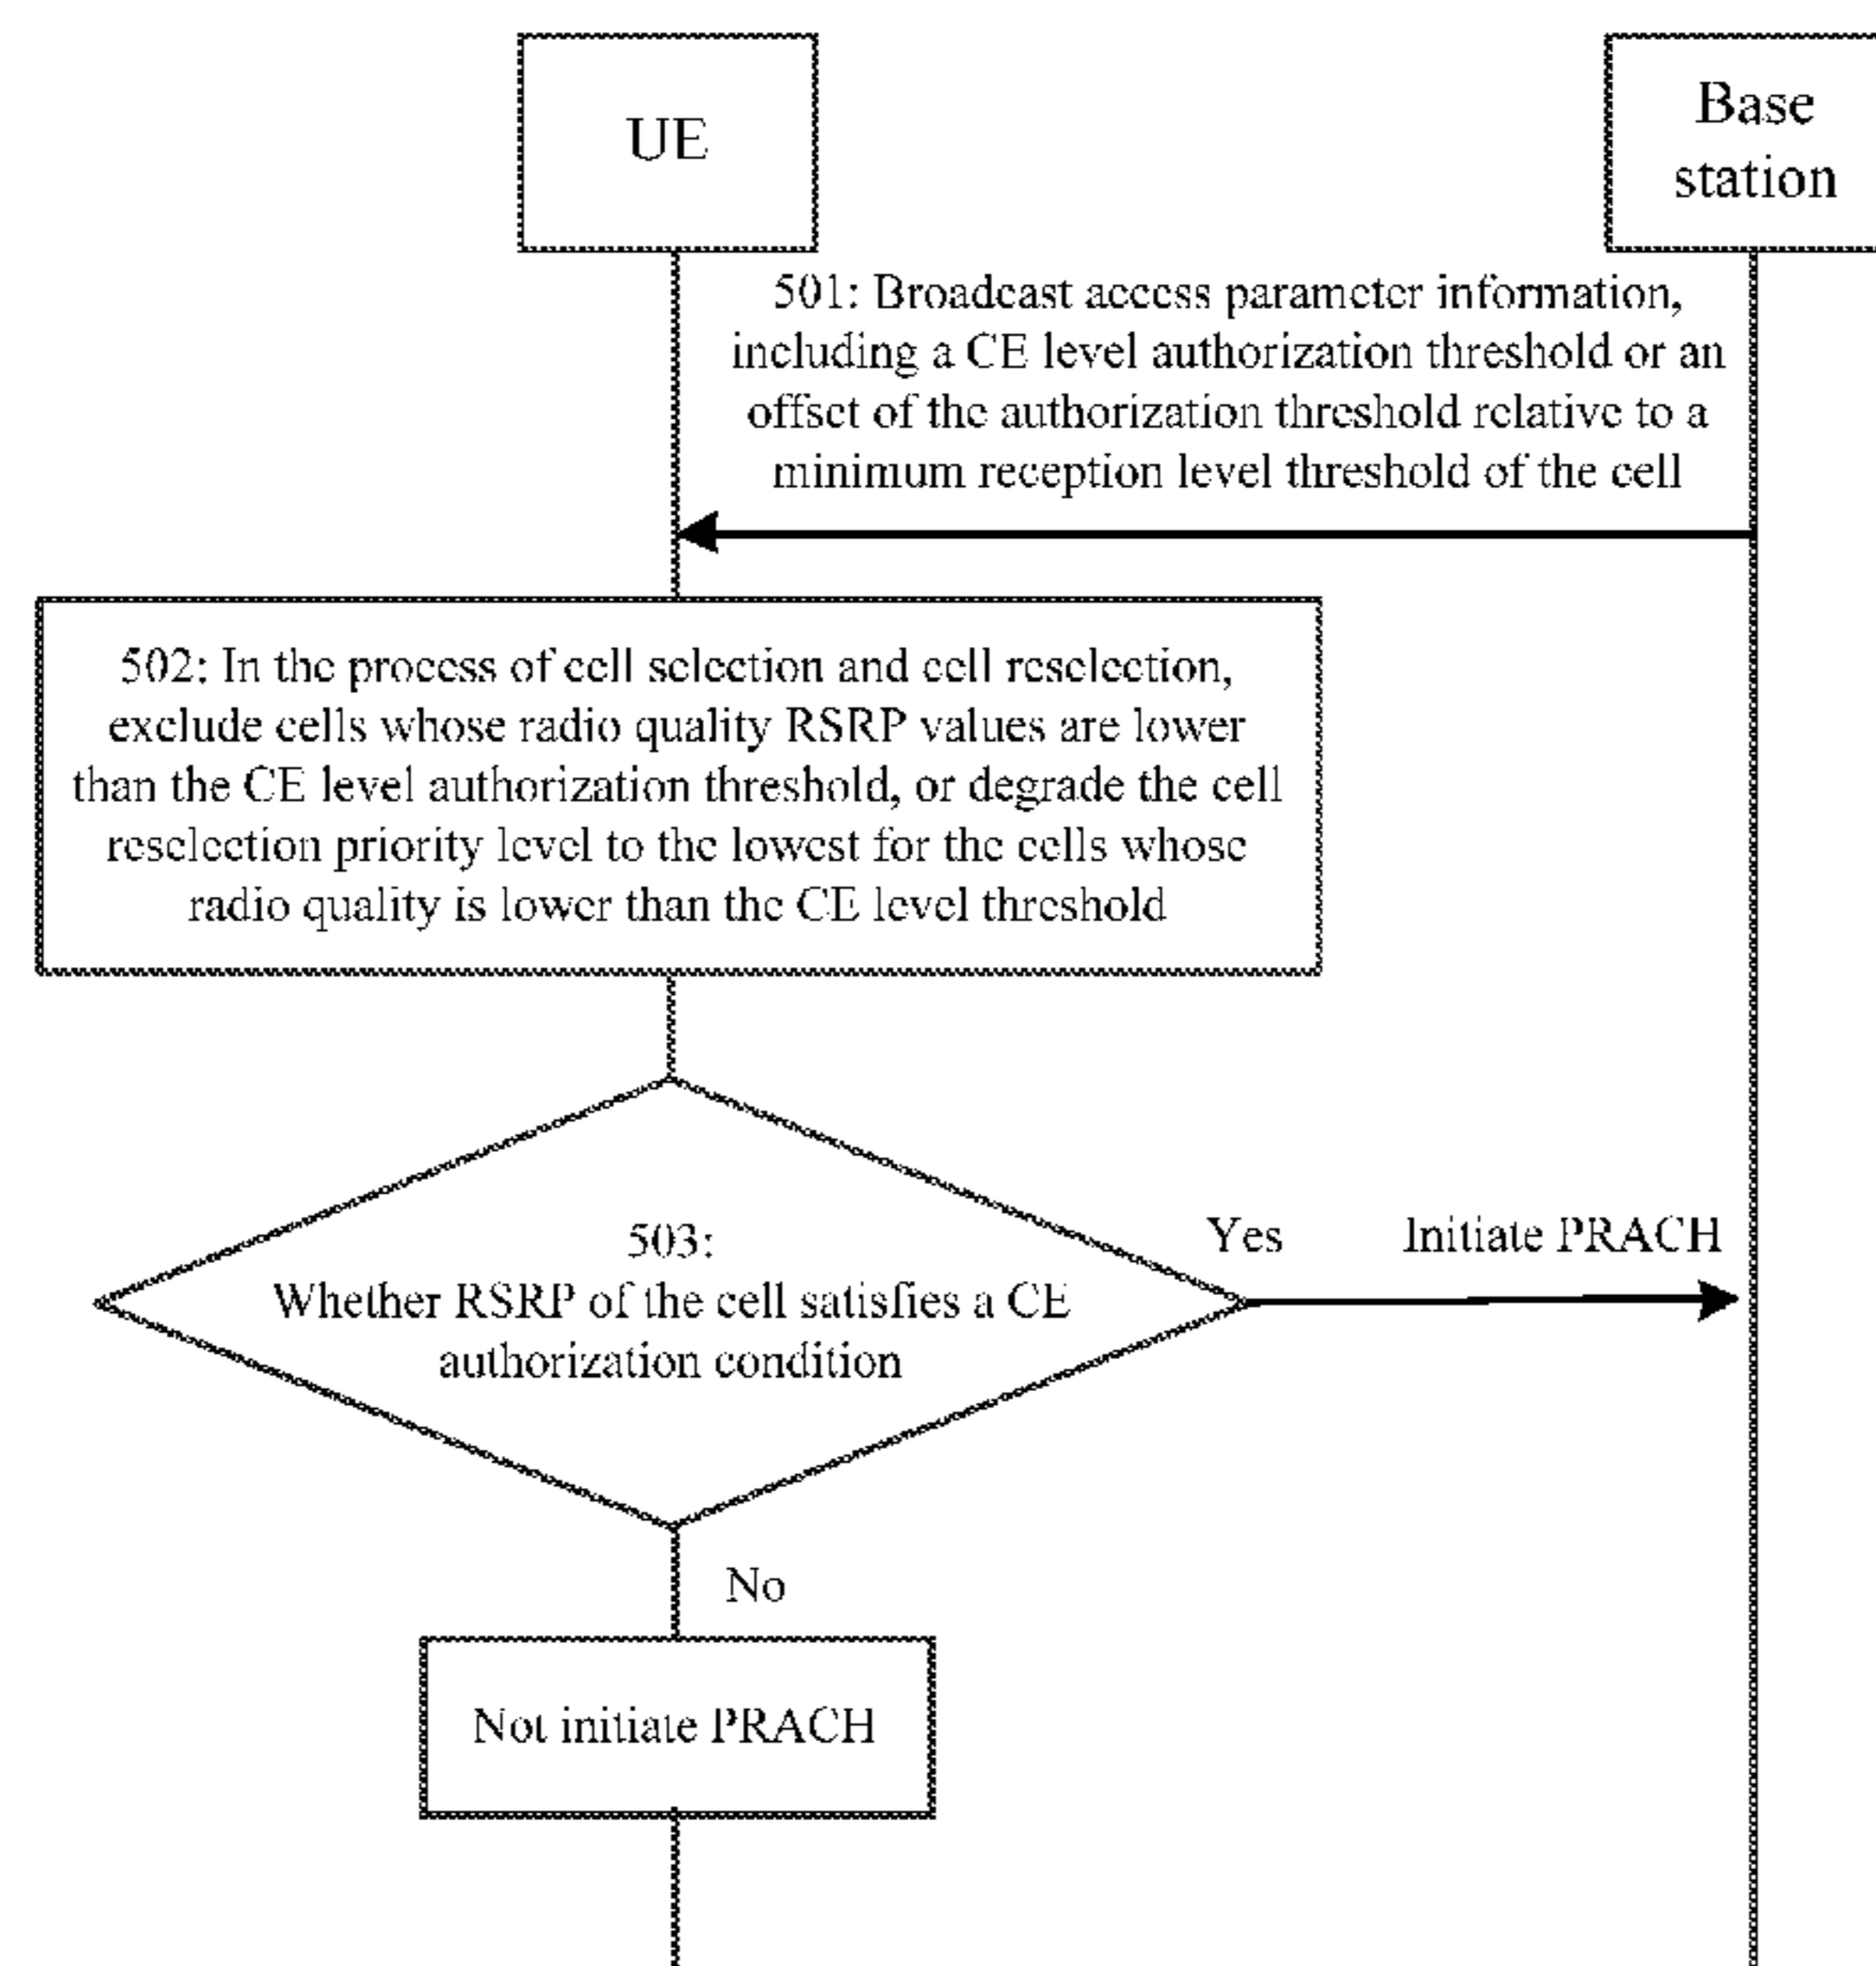 UE
Base
station
501: Broadcast access parameter information,
including a CE level authorization threshold or an
offset of the authorization threshold relative to a
minimum reception level threshold of the cell
502: In the process of cell selection and cell reselection,
exclude cells whose radio quality RSRP values are lower
than the CE level authorization threshold, or degrade the cell
reselection priority level to the lowest for the cells whose
radio quality is lower than the CE level threshold
503:
Whether RSRP of the cell satisfies a CE
authorization condition
Yes
Initiate PRACH
No
Not initiate PRACH